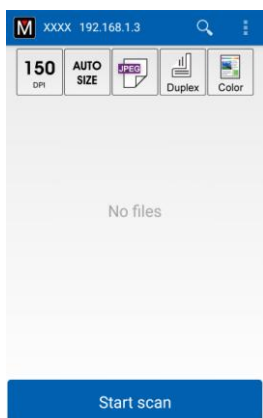 M XXXX 192.168.1.3
150 DPI
AUTO SIZE
JPEG
Duplex
Color
No files
Start scan